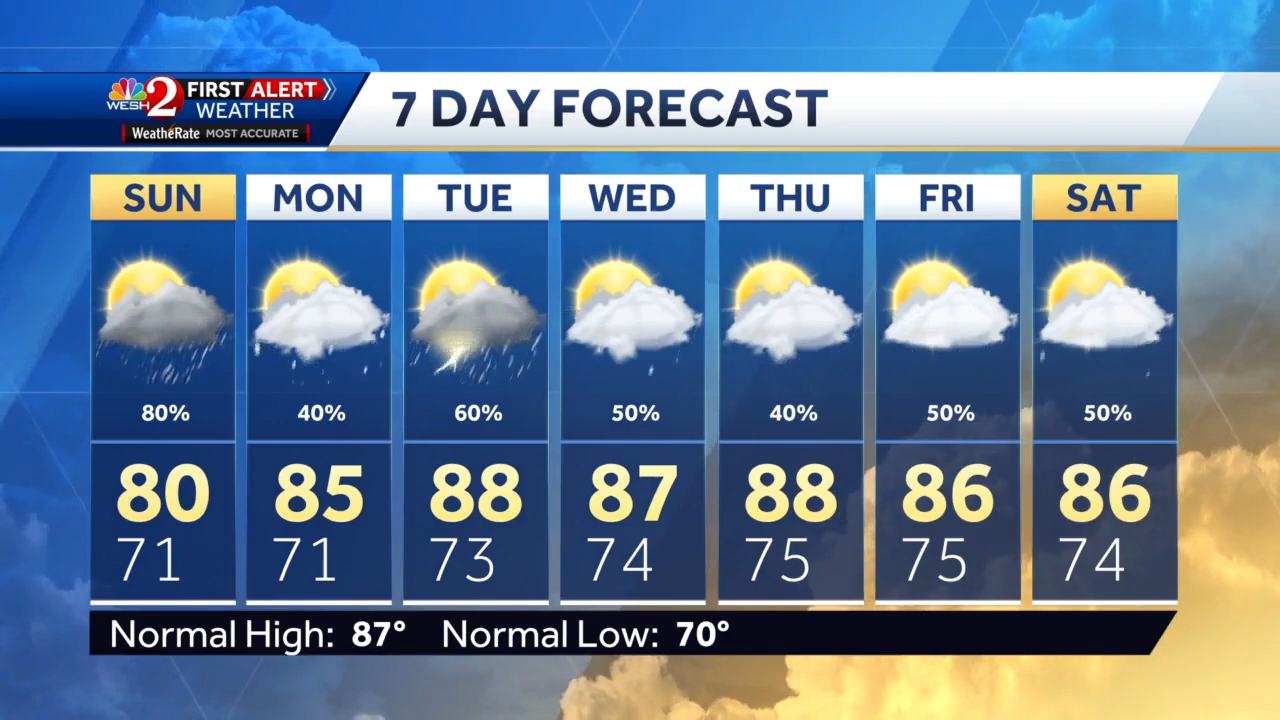 WESH 2 FIRST ALERT
WEATHER
WeatheRate MOST ACCURATE
7 DAY FORECAST
SUN MON TUE WED THU FRI SAT
80% 40% 60% 50% 40% 50% 50%
80 85 88 87 88 86 86
71 71 73 74 75 75 74
Normal High: 87° Normal Low: 70°